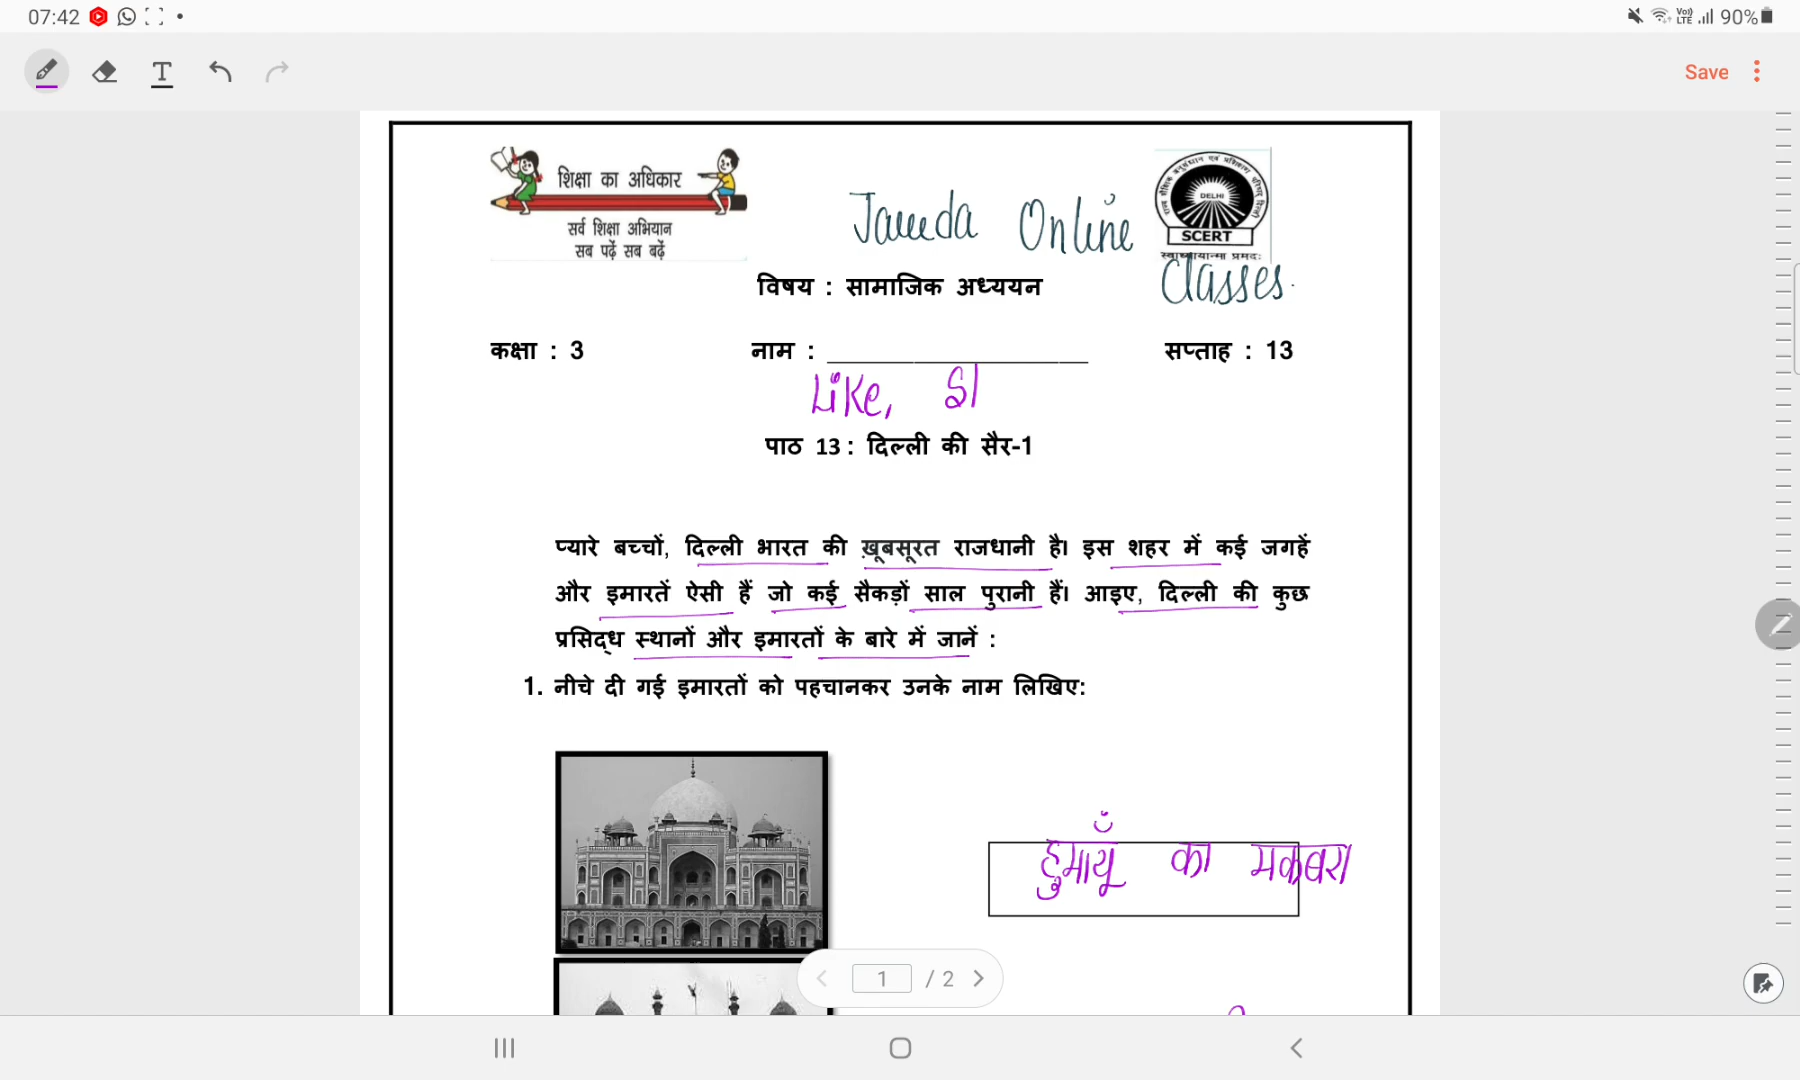 07:42
Vo)) LTE 90%
T Save
शिक्षा का अधिकार
सर्व शिक्षा अभियान
सब पढ़ें सब बढ़ें
Online
DELHI
SCERT
Classes.
विषय : सामाजिक अध्ययन
कक्षा : 3 नाम : सप्ताह : 13
Like, S
पाठ 13 : दिल्ली की सैर-1
प्यारे बच्चों, दिल्ली भारत की ख़ूबसूरत राजधानी है। इस शहर में कई जगहें
और इमारतें ऐसी हैं जो कई सैकड़ों साल पुरानी हैं। आइए, दिल्ली की कुछ
प्रसिद्ध स्थानों और इमारतों के बारे में जानें :
1. नीचे दी गई इमारतों को पहचानकर उनके नाम लिखिए:
हुमायूँ का मकबरा
1 / 2